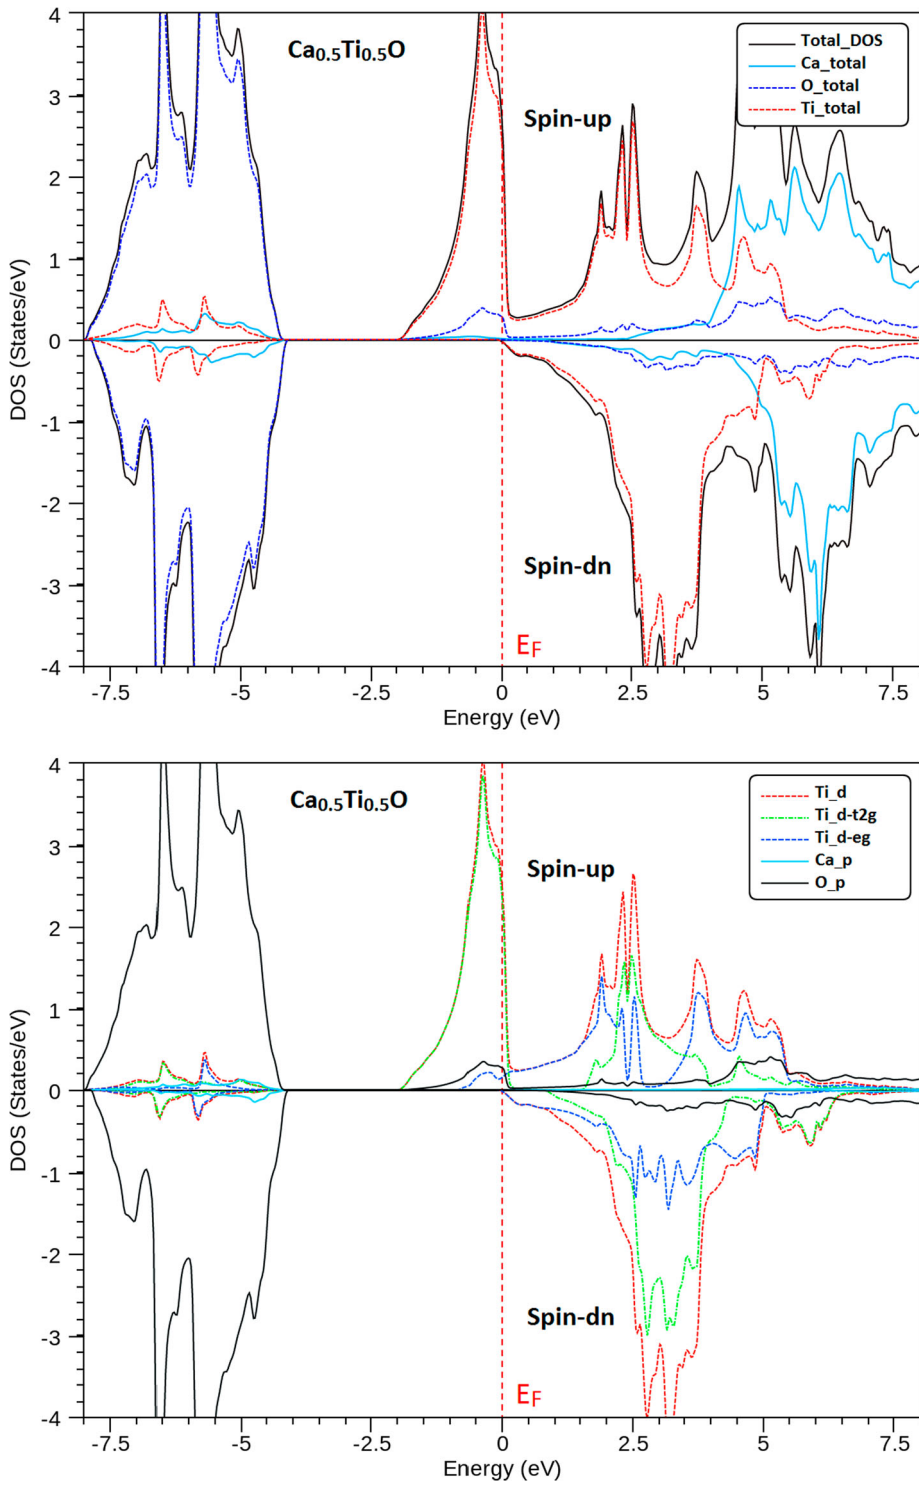 Ca0.5Ti0.5O
Total_DOS
Ca_total
O_total
Ti_total
Spin-up
Spin-dn
EF
DOS (States/eV)
4
3
2
1
0
-1
-2
-3
-4
-7.5 -5 -2.5 0 2.5 5 7.5
Energy (eV)
Ca0.5Ti0.5O
Ti_d
Ti_d-t2g
Ti_d-eg
Ca_p
O_p
Spin-up
Spin-dn
EF
DOS (States/eV)
4
3
2
1
0
-1
-2
-3
-4
-7.5 -5 -2.5 0 2.5 5 7.5
Energy (eV)